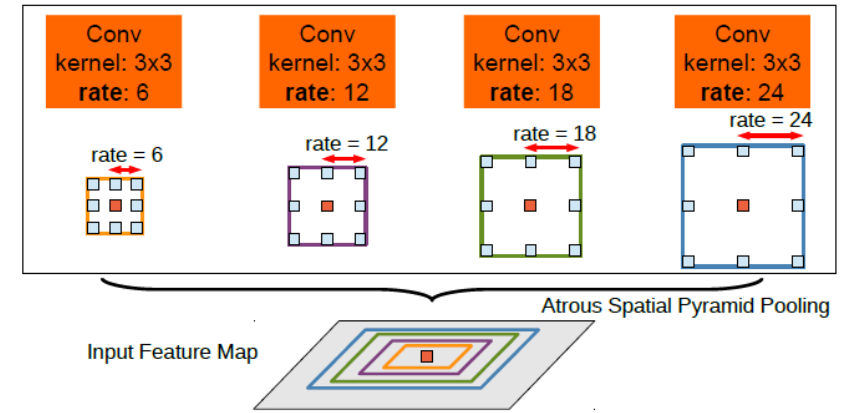 Conv
kernel: 3x3
rate: 6
Conv
kernel: 3x3
rate: 12
Conv
kernel: 3x3
rate: 18
Conv
kernel: 3x3
rate: 24
rate = 6
rate = 12
rate = 18
rate = 24
Atrous Spatial Pyramid Pooling
Input Feature Map